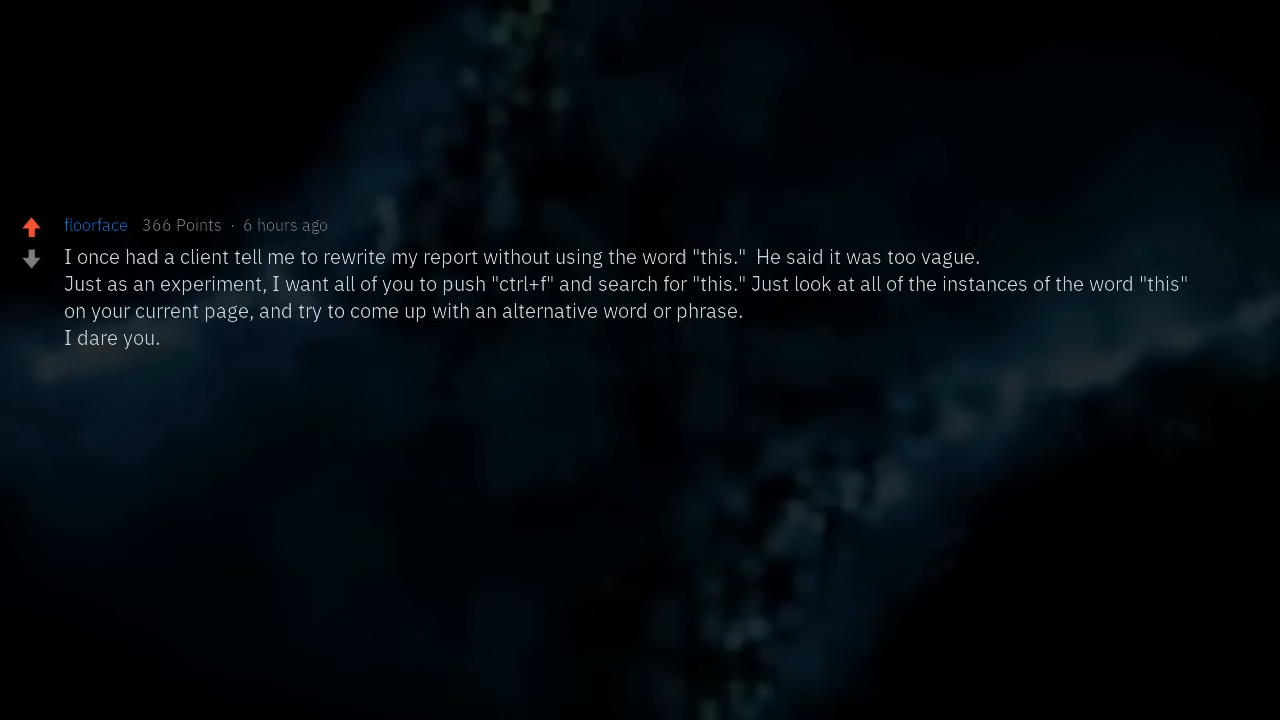 floorface 366 Points · 6 hours ago
I once had a client tell me to rewrite my report without using the word "this."  He said it was too vague.
Just as an experiment, I want all of you to push "ctrl+f" and search for "this." Just look at all of the instances of the word "this"
on your current page, and try to come up with an alternative word or phrase.
I dare you.